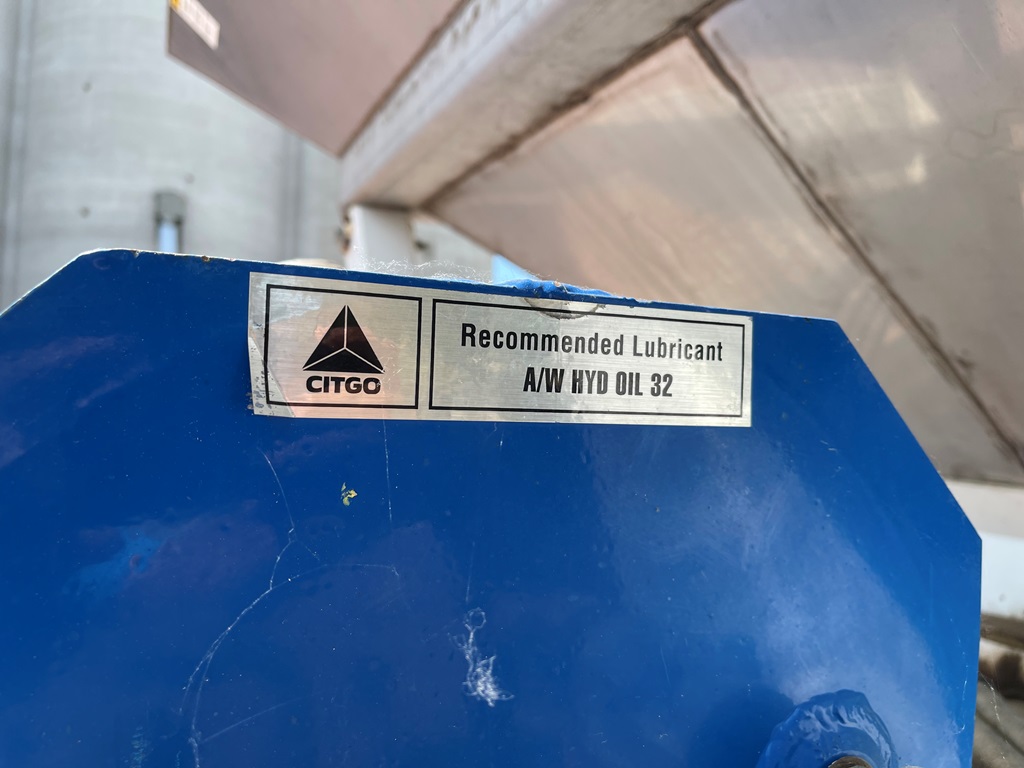 CITGO
Recommended Lubricant
A/W HYD OIL 32